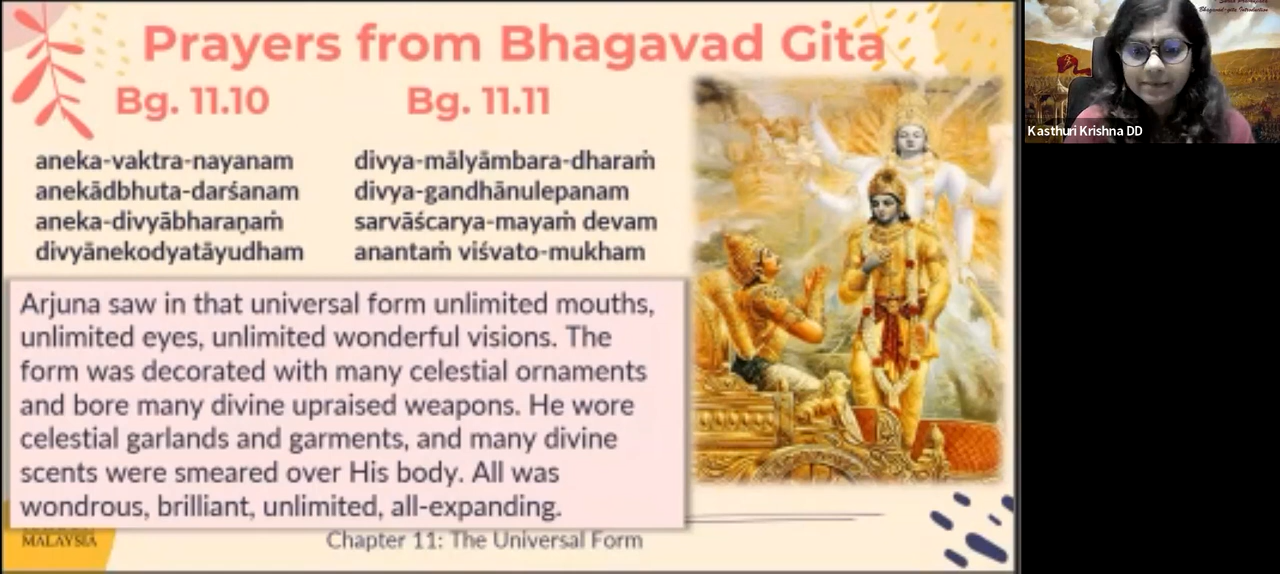 Prayers from Bhagavad Gita
Bg. 11.10
aneka-vaktra-nayanam
anekādbhuta-darśanam
aneka-divyābharaṇaṁ
divyānekodyatāyudham
Bg. 11.11
divya-mālyāmbara-dharaṁ
divya-gandhānulepanam
sarvāścarya-mayaṁ devam
anantaṁ viśvato-mukham
Arjuna saw in that universal form unlimited mouths,
unlimited eyes, unlimited wonderful visions. The
form was decorated with many celestial ornaments
and bore many divine upraised weapons. He wore
celestial garlands and garments, and many divine
scents were smeared over His body. All was
wondrous, brilliant, unlimited, all-expanding.
MALAYSIA
Chapter 11: The Universal Form
Bhagavad-gita Introduction
Kasthuri Krishna DD